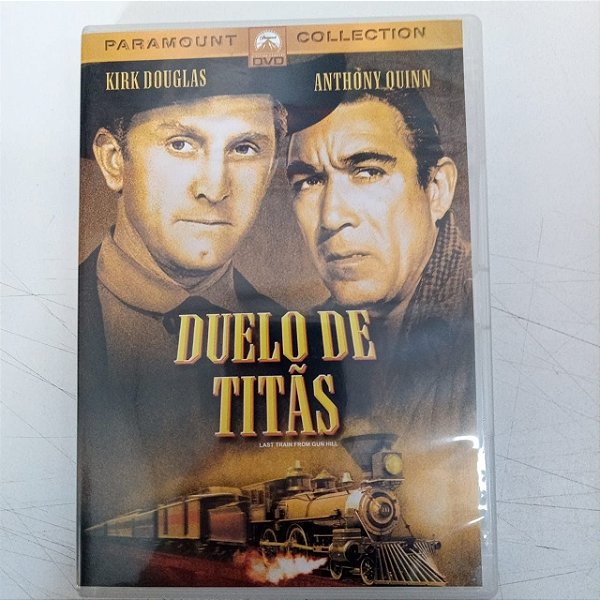 PARAMOUNT COLLECTION
DVD
KIRK DOUGLAS ANTHONY QUINN
DUELO DE
TITÃS
LAST TRAIN FROM GUN HILL